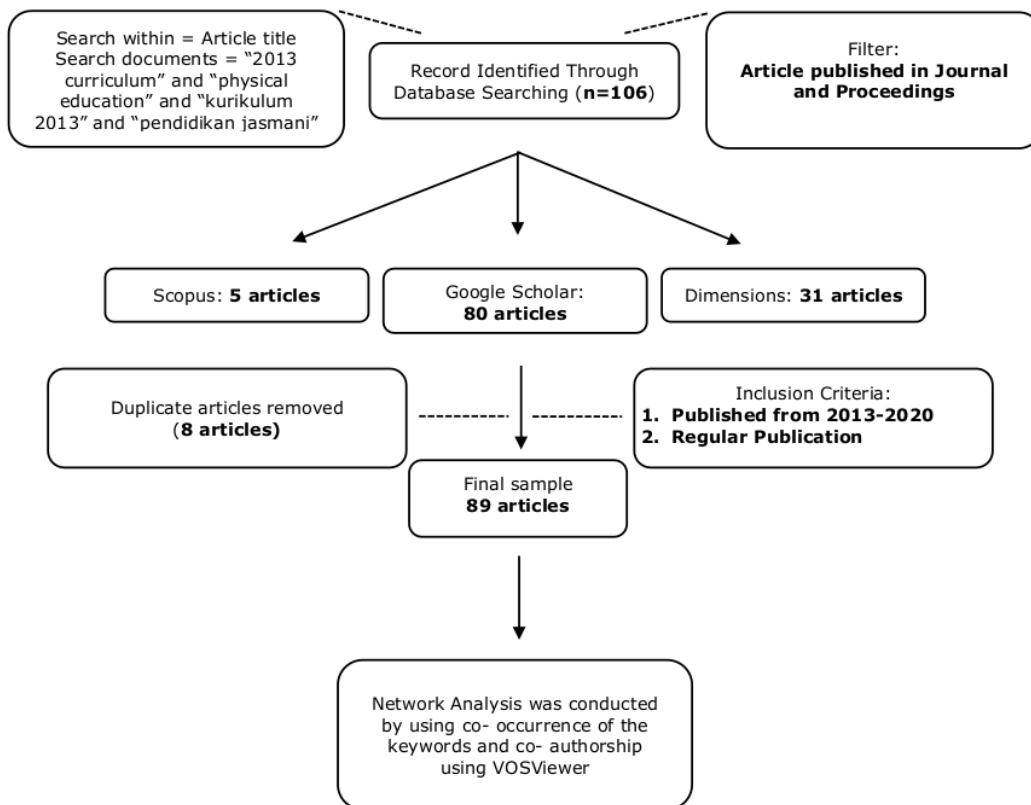 Search within = Article title
Search documents = “2013
curriculum” and “physical
education” and “kurikulum
2013” and “pendidikan jasmani”
Record Identified Through
Database Searching (n=106)
Filter:
Article published in Journal
and Proceedings
Scopus: 5 articles
Google Scholar:
80 articles
Dimensions: 31 articles
Duplicate articles removed
(8 articles)
Inclusion Criteria:
1. Published from 2013-2020
2. Regular Publication
Final sample
89 articles
Network Analysis was conducted
by using co- occurrence of the
keywords and co- authorship
using VOSViewer